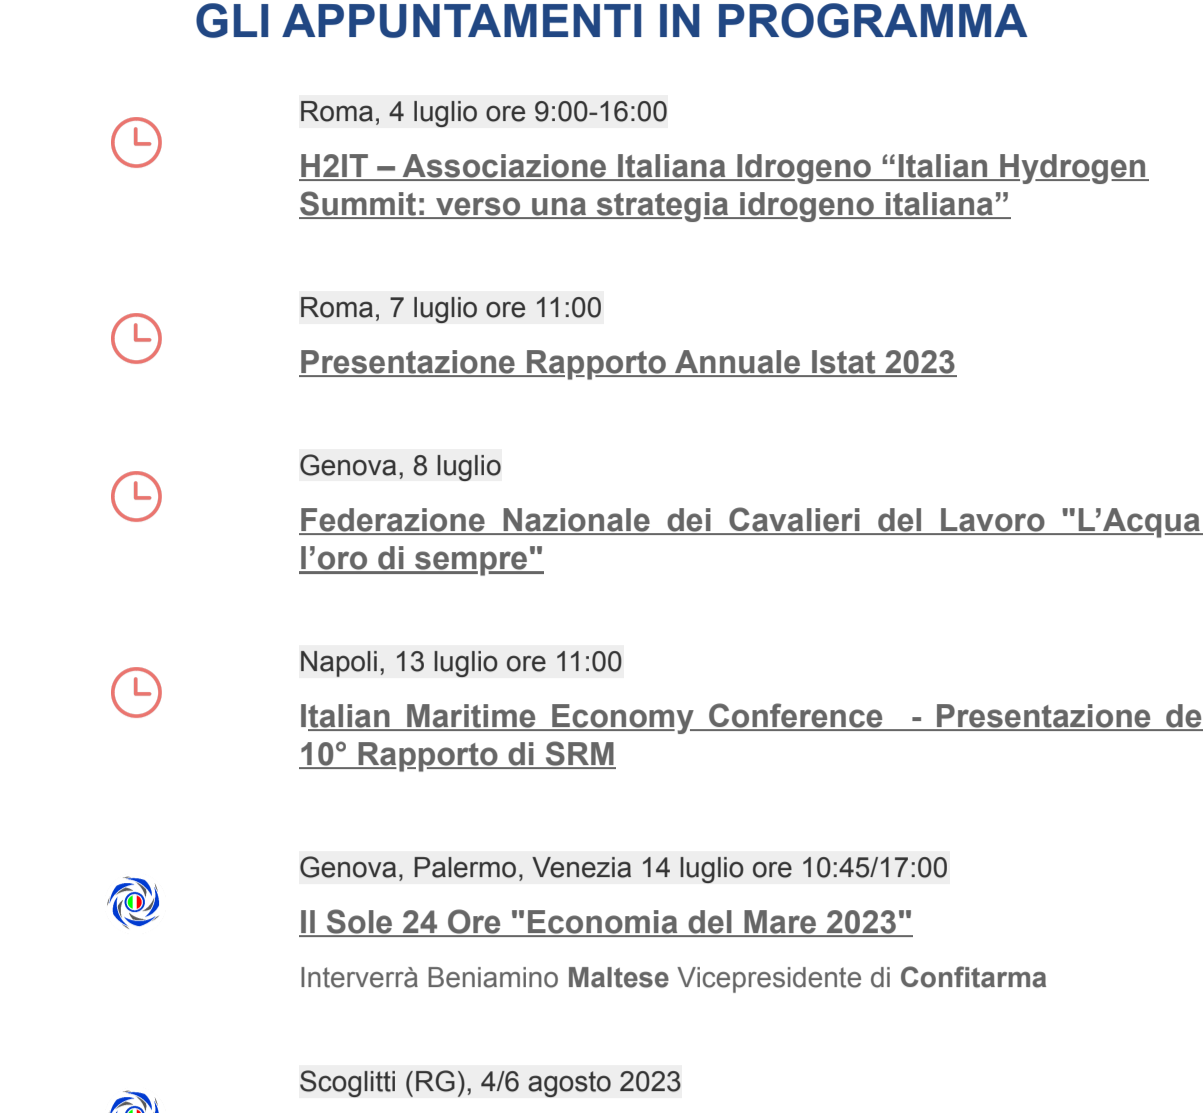 GLI APPUNTAMENTI IN PROGRAMMA
Roma, 4 luglio ore 9:00-16:00
H2IT – Associazione Italiana Idrogeno “Italian Hydrogen
Summit: verso una strategia idrogeno italiana”
Roma, 7 luglio ore 11:00
Presentazione Rapporto Annuale Istat 2023
Genova, 8 luglio
Federazione Nazionale dei Cavalieri del Lavoro "L’Acqua
l’oro di sempre"
Napoli, 13 luglio ore 11:00
Italian Maritime Economy Conference - Presentazione de
10° Rapporto di SRM
Genova, Palermo, Venezia 14 luglio ore 10:45/17:00
Il Sole 24 Ore "Economia del Mare 2023"
Interverrà Beniamino Maltese Vicepresidente di Confitarma
Scoglitti (RG), 4/6 agosto 2023